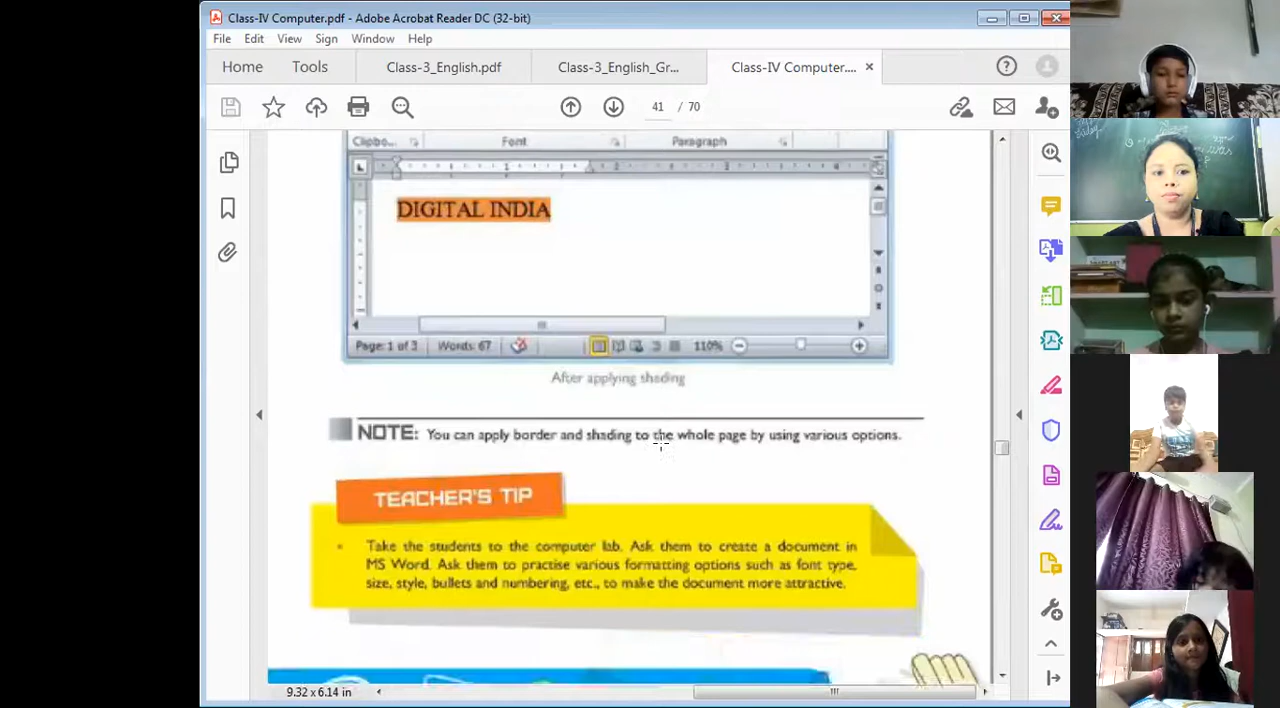 Class-IV Computer.pdf - Adobe Acrobat Reader DC (32-bit)
File Edit View Sign Window Help
Home Tools Class-3_English.pdf Class-3_English_Gr... Class-IV Computer.... ×
41 / 70
Clipbo... Font Paragraph
DIGITAL INDIA
Page: 1 of 3 Words: 67 110%
After applying shading
NOTE: You can apply border and shading to the whole page by using various options.
TEACHER'S TIP
Take the students to the computer lab. Ask them to create a document in
MS Word. Ask them to practise various formatting options such as font type,
size, style, bullets and numbering, etc., to make the document more attractive.
9.32 x 6.14 in